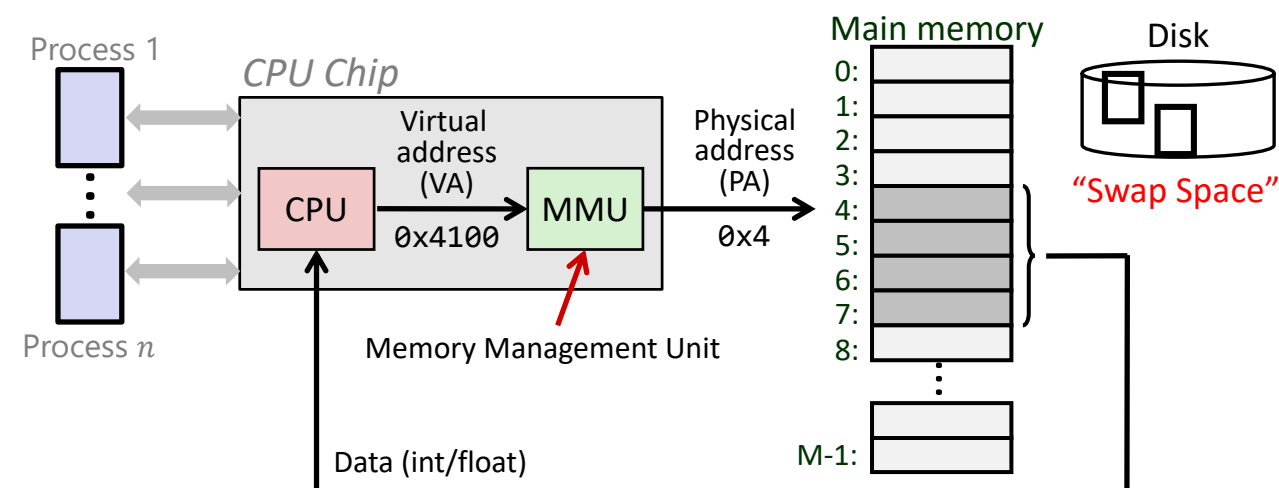 Process 1
Process n
CPU Chip
CPU
Virtual
address
(VA)
0x4100
MMU
Memory Management Unit
Data (int/float)
Physical
address
(PA)
0x4
Main memory
0:
1:
2:
3:
4:
5:
6:
7:
8:
M-1:
Disk
“Swap Space”